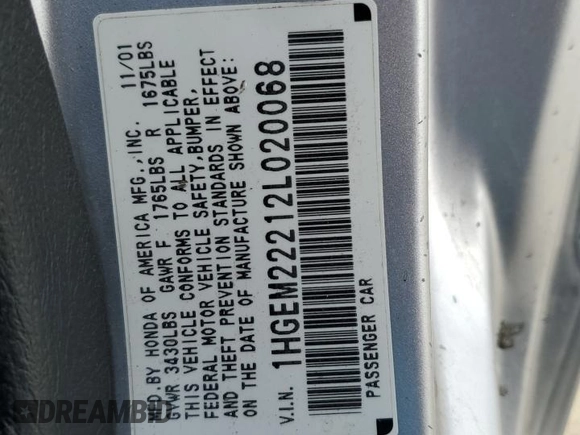 MFD.BY HONDA OF AMERICA MFG., INC. 11/01
GVWR 3430LBS GAWR F 1765LBS R 1675LBS
THIS VEHICLE CONFORMS TO ALL APPLICABLE
FEDERAL MOTOR VEHICLE SAFETY,BUMPER,
AND THEFT PREVENTION STANDARDS IN EFFECT
ON THE DATE OF MANUFACTURE SHOWN ABOVE:
V.I.N. 1HGEM22212L020068
PASSENGER CAR
DREAMBID